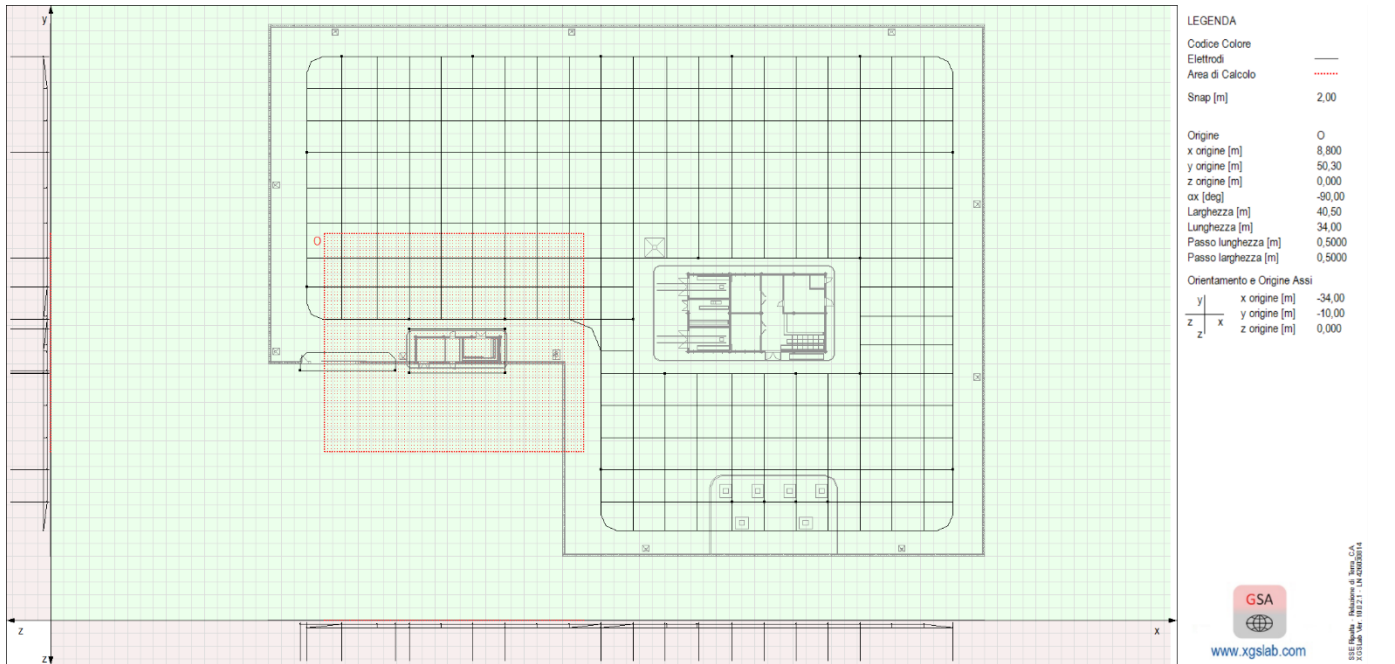 y
O
z
x
z
LEGENDA
Codice Colore
Elettrodi
Area di Calcolo
Snap [m] 2,00
Origine O
x origine [m] 8,800
y origine [m] 50,30
z origine [m] 0,000
αx [deg] -90,00
Larghezza [m] 40,50
Lunghezza [m] 34,00
Passo lunghezza [m] 0,5000
Passo larghezza [m] 0,5000
Orientamento e Origine Assi
y x origine [m] -34,00
z x y origine [m] -10,00
z z origine [m] 0,000
GSA
www.xgslab.com